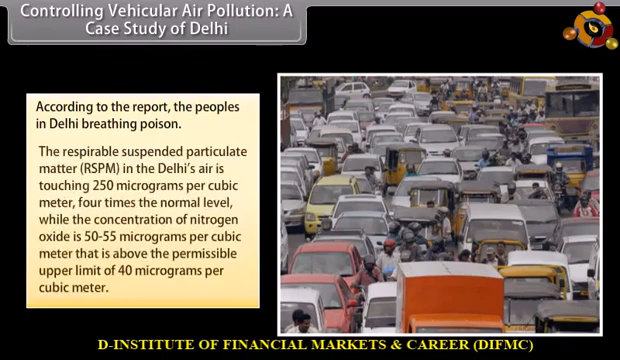 Controlling Vehicular Air Pollution: A
Case Study of Delhi
According to the report, the peoples
in Delhi breathing poison.
The respirable suspended particulate
matter (RSPM) in the Delhi's air is
touching 250 micrograms per cubic
meter, four times the normal level,
while the concentration of nitrogen
oxide is 50-55 micrograms per cubic
meter that is above the permissible
upper limit of 40 micrograms per
cubic meter.
D-INSTITUTE OF FINANCIAL MARKETS & CAREER (DIFMC)